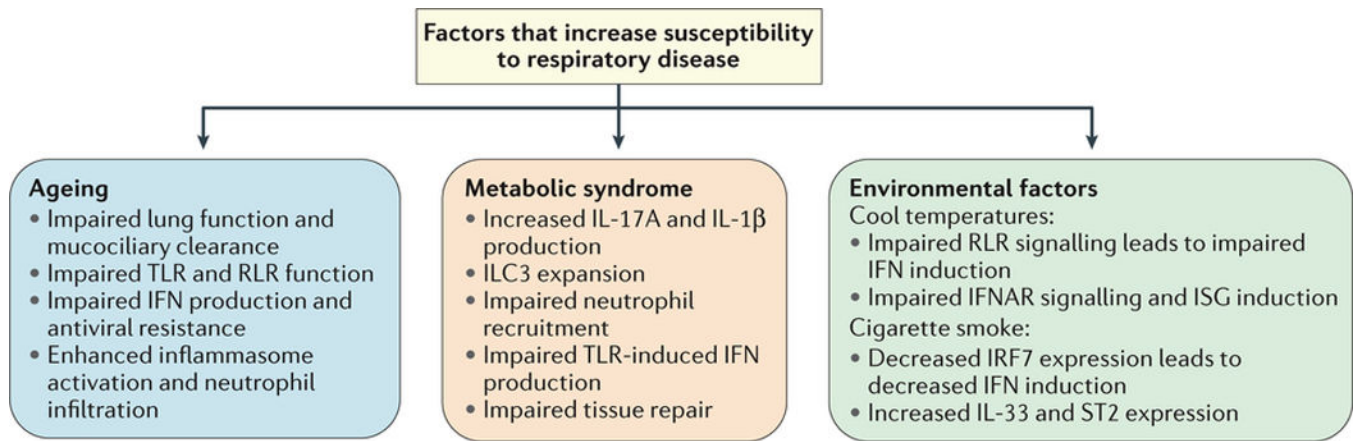 Factors that increase susceptibility
to respiratory disease
Ageing
• Impaired lung function and
mucociliary clearance
• Impaired TLR and RLR function
• Impaired IFN production and
antiviral resistance
• Enhanced inflammasome
activation and neutrophil
infiltration
Metabolic syndrome
• Increased IL-17A and IL-1β
production
• ILC3 expansion
• Impaired neutrophil
recruitment
• Impaired TLR-induced IFN
production
• Impaired tissue repair
Environmental factors
Cool temperatures:
• Impaired RLR signalling leads to impaired
IFN induction
• Impaired IFNAR signalling and ISG induction
Cigarette smoke:
• Decreased IRF7 expression leads to
decreased IFN induction
• Increased IL-33 and ST2 expression